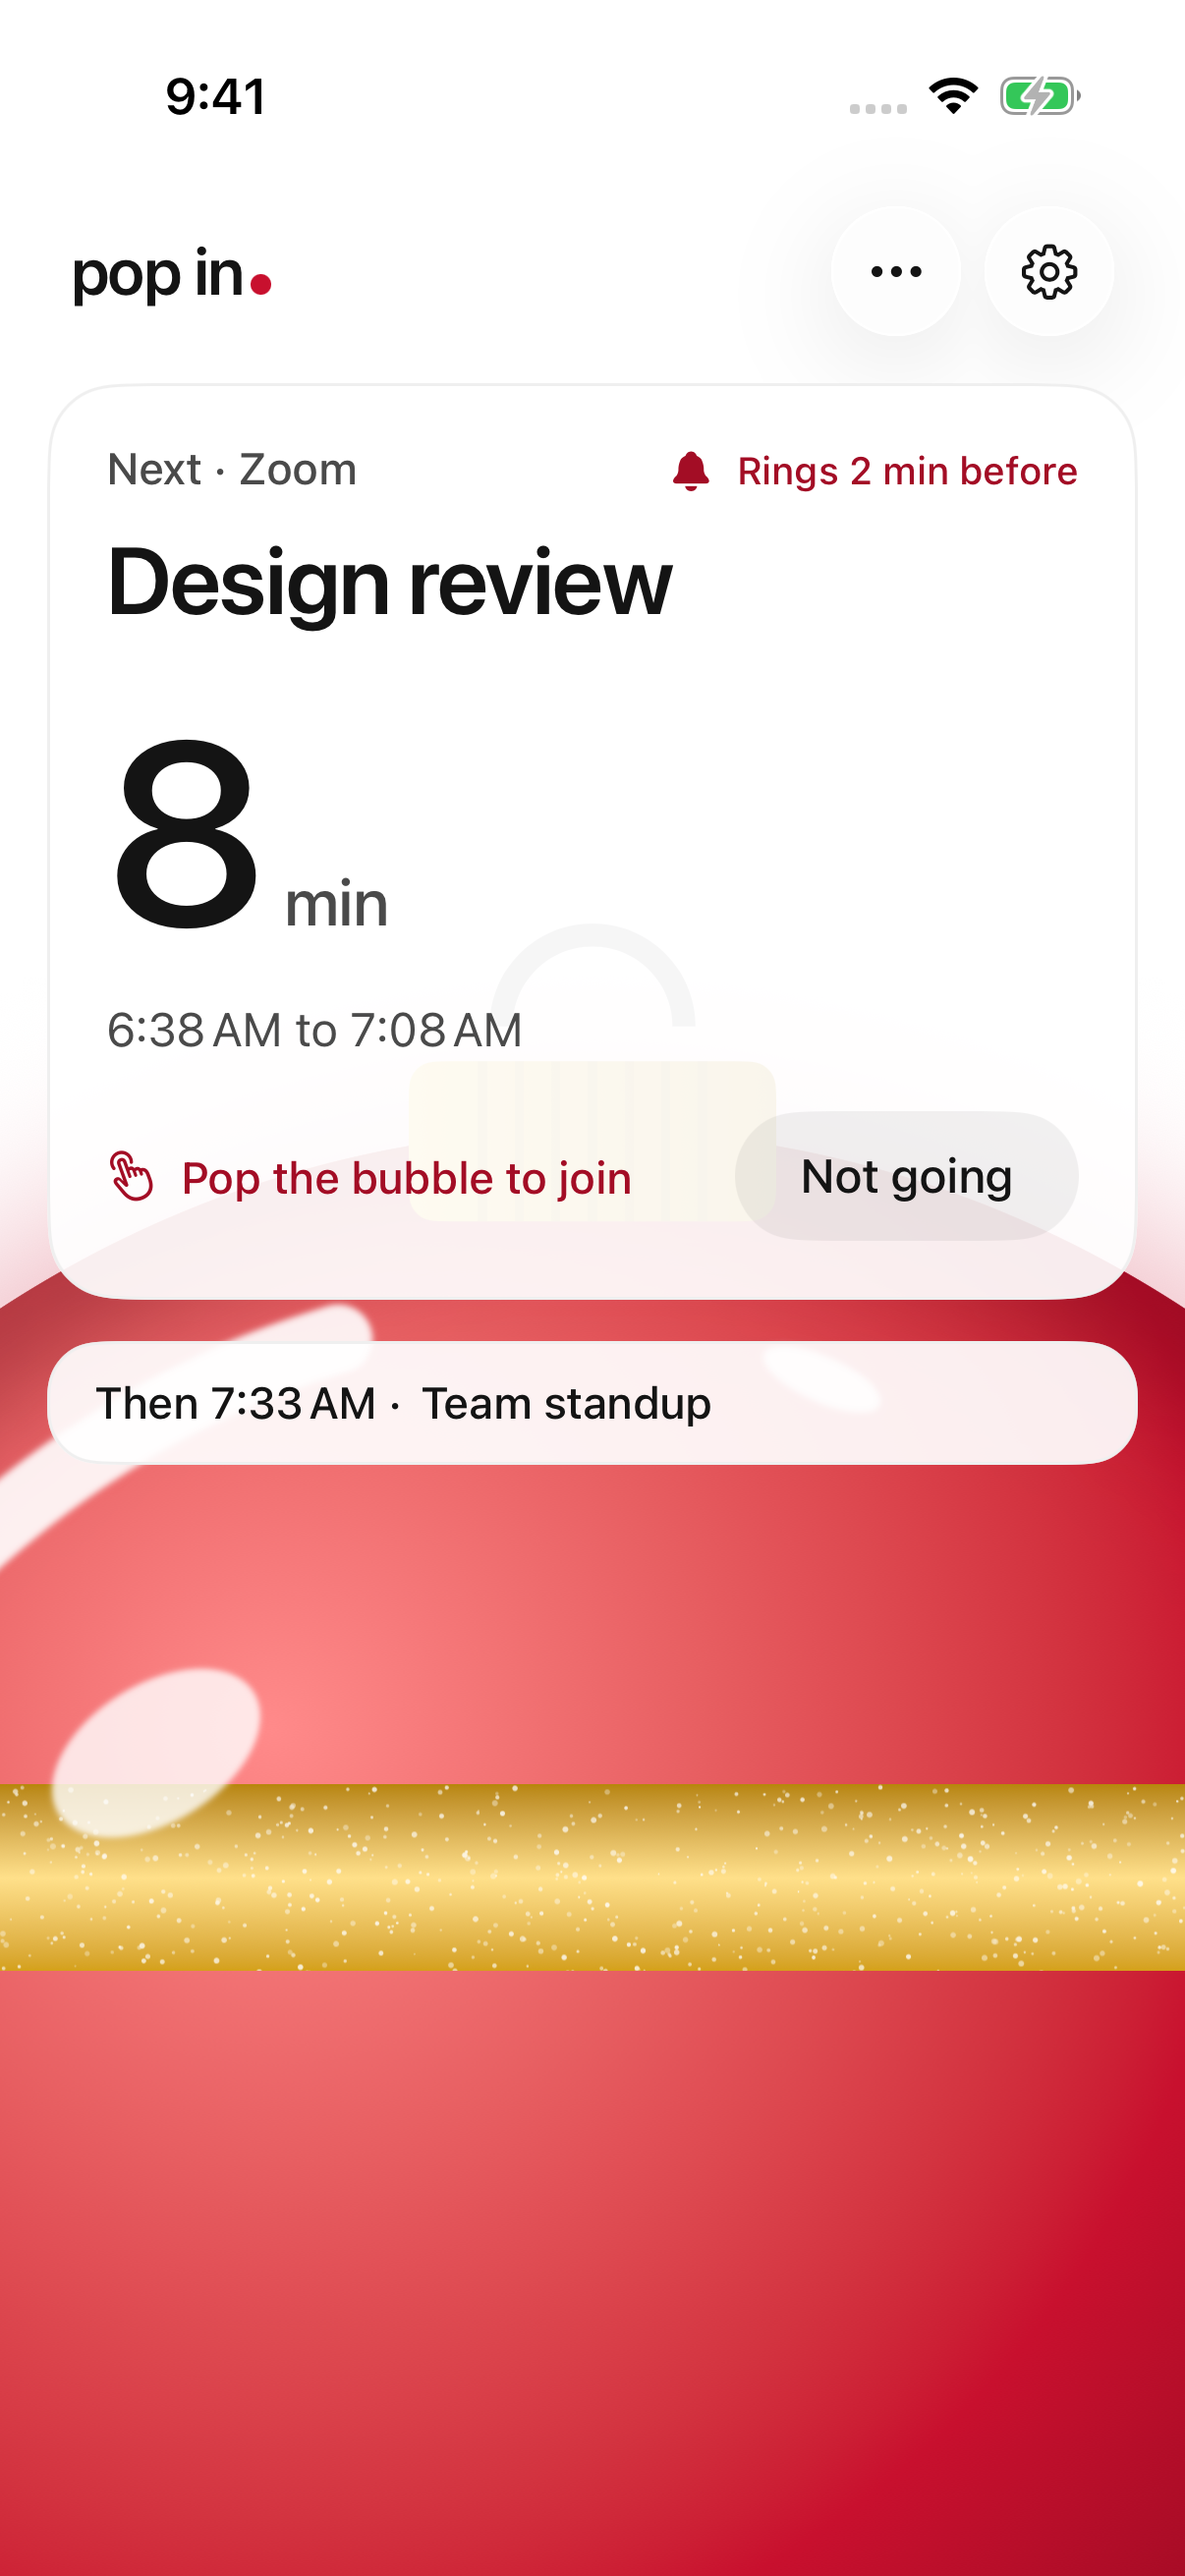 9:41
pop in
Next · Zoom
Rings 2 min before
Design review
8 min
6:38 AM to 7:08 AM
Pop the bubble to join
Not going
Then 7:33 AM · Team standup